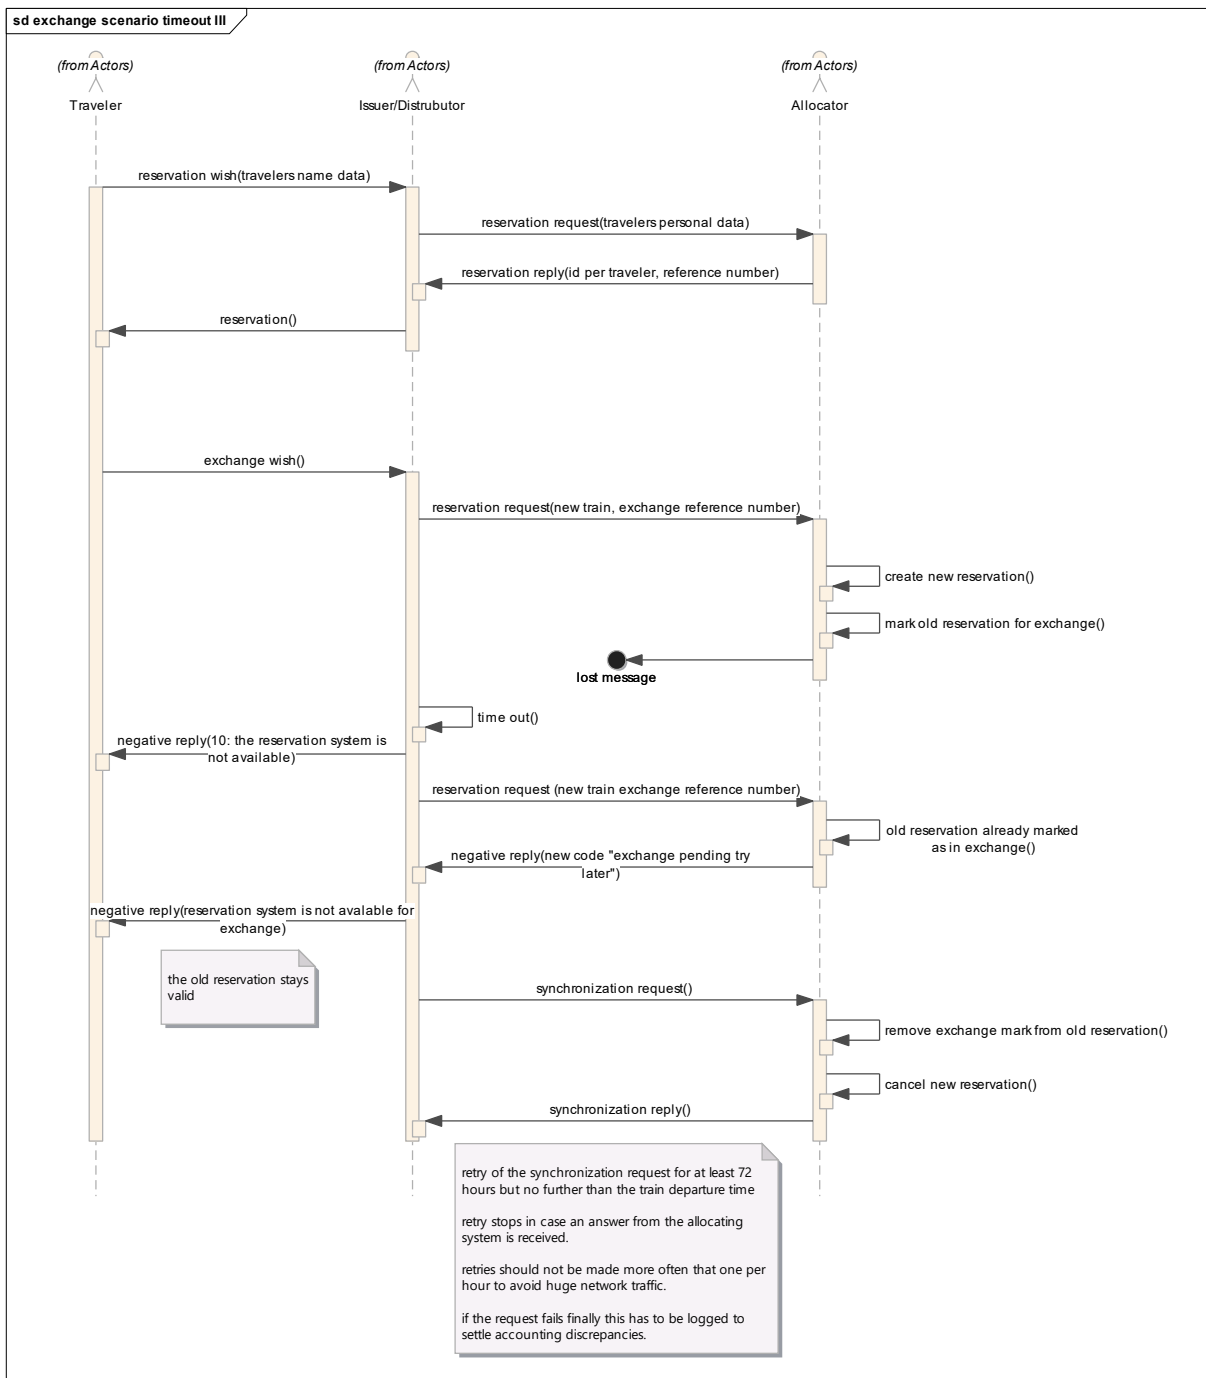 sd exchange scenario timeout III
(from Actors)
(from Actors)
(from Actors)
Traveler
Issuer/Distrubutor
Allocator
reservation wish(travelers name data)
reservation request(travelers personal data)
reservation reply(id per traveler, reference number)
reservation()
exchange wish()
reservation request(new train, exchange reference number)
create new reservation()
mark old reservation for exchange()
lost message
time out()
negative reply(10: the reservation system is
not available)
reservation request (new train exchange reference number)
old reservation already marked
as in exchange()
negative reply(new code "exchange pending try
later")
negative reply(reservation system is not avalable for
exchange)
the old reservation stays
valid
synchronization request()
remove exchange mark from old reservation()
cancel new reservation()
synchronization reply()
retry of the synchronization request for at least 72
hours but no further than the train departure time
retry stops in case an answer from the allocating
system is received.
retries should not be made more often that one per
hour to avoid huge network traffic.
if the request fails finally this has to be logged to
settle accounting discrepancies.